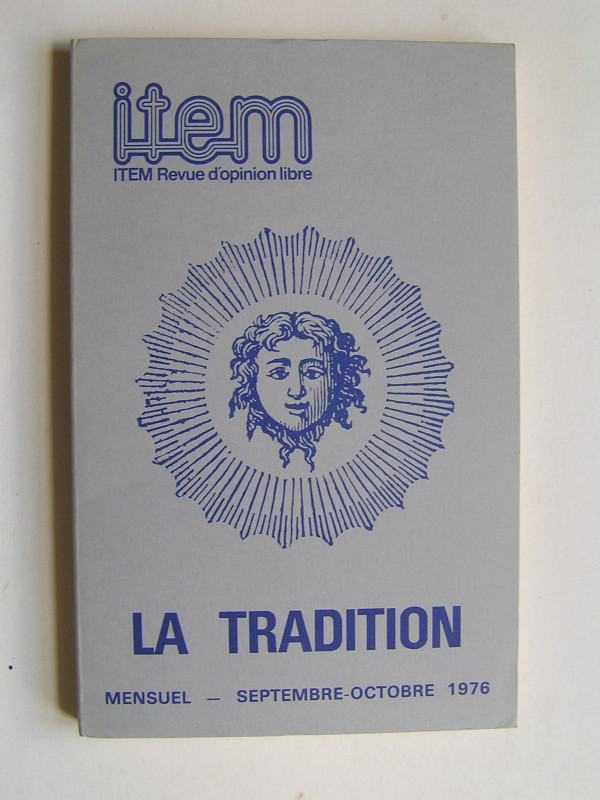 item
ITEM Revue d'opinion libre
LA TRADITION
MENSUEL — SEPTEMBRE-OCTOBRE 1976